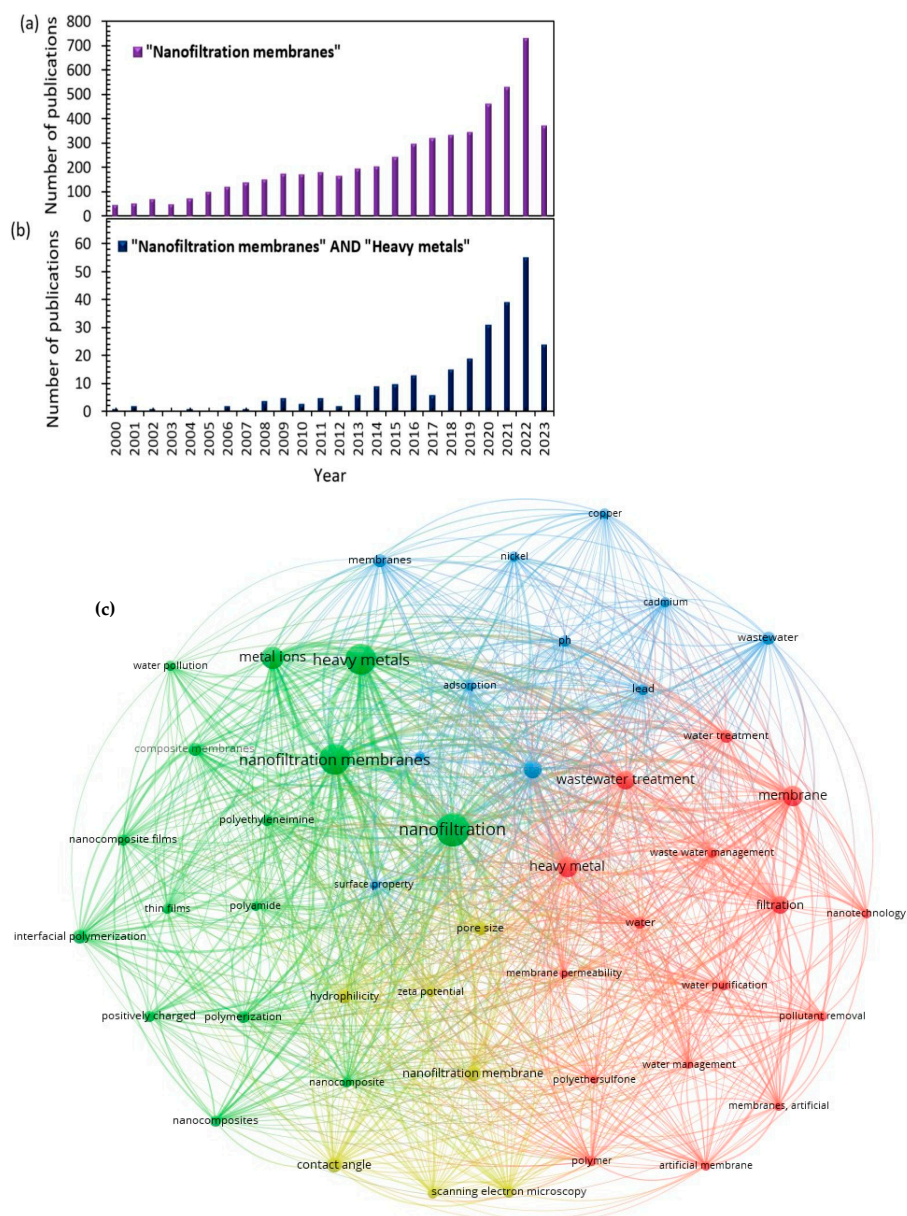 (a)
800
700
600
500
400
300
200
100
0
Number of publications
"Nanofiltration membranes"
(b)
60
50
40
30
20
10
0
Number of publications
"Nanofiltration membranes" AND "Heavy metals"
2000 2001 2002 2003 2004 2005 2006 2007 2008 2009 2010 2011 2012 2013 2014 2015 2016 2017 2018 2019 2020 2021 2022 2023
Year
(c)
copper
nickel
membranes
cadmium
wastewater
ph
metal ions
heavy metals
water pollution
adsorption
lead
water treatment
composite membranes
nanofiltration membranes
wastewater treatment
membrane
polyethyleneimine
nanofiltration
nanocomposite films
waste water management
heavy metal
surface property
thin films
polyamide
filtration
nanotechnology
interfacial polymerization
pore size
water
membrane permeability
water purification
hydrophilicity
zeta potential
positively charged
polymerization
pollutant removal
nanocomposite
nanofiltration membrane
polyethersulfone
water management
nanocomposites
membranes, artificial
contact angle
polymer
artificial membrane
scanning electron microscopy